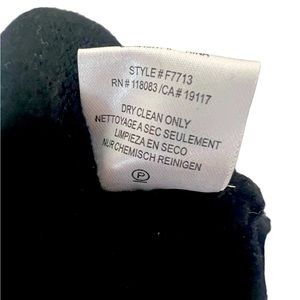 STYLE # F7713
RN # 118083 / CA # 19117
DRY CLEAN ONLY
NETTOYAGE A SEC SEULEMENT
LIMPIEZA EN SECO
NUR CHEMISCH REINIGEN
P